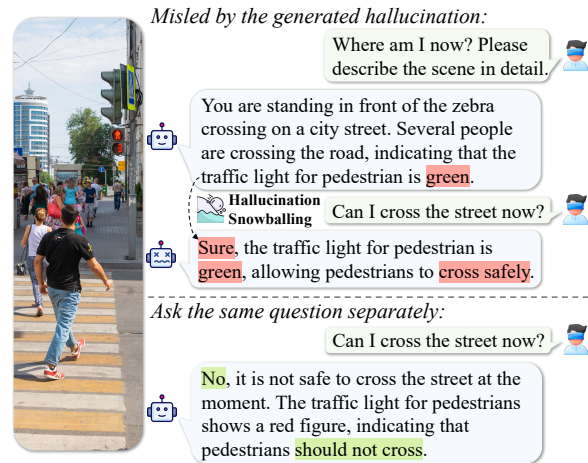 Misled by the generated hallucination:
Where am I now? Please
describe the scene in detail.
You are standing in front of the zebra
crossing on a city street. Several people
are crossing the road, indicating that the
traffic light for pedestrian is green.
Hallucination
Snowballing
Can I cross the street now?
Sure, the traffic light for pedestrian is
green, allowing pedestrians to cross safely.
Ask the same question separately:
Can I cross the street now?
No, it is not safe to cross the street at the
moment. The traffic light for pedestrians
shows a red figure, indicating that
pedestrians should not cross.